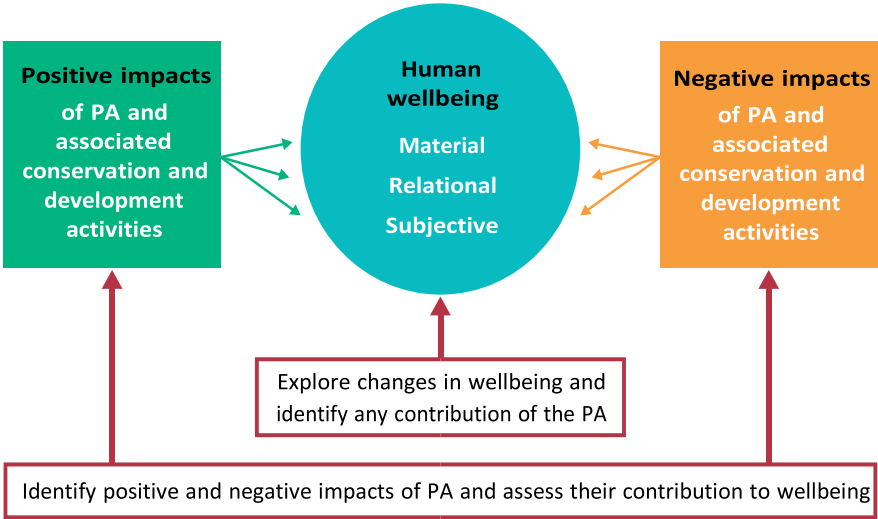 Positive impacts
of PA and
associated
conservation and
development
activities
Human
wellbeing
Material
Relational
Subjective
Negative impacts
of PA and
associated
conservation and
development
activities
Explore changes in wellbeing and
identify any contribution of the PA
Identify positive and negative impacts of PA and assess their contribution to wellbeing